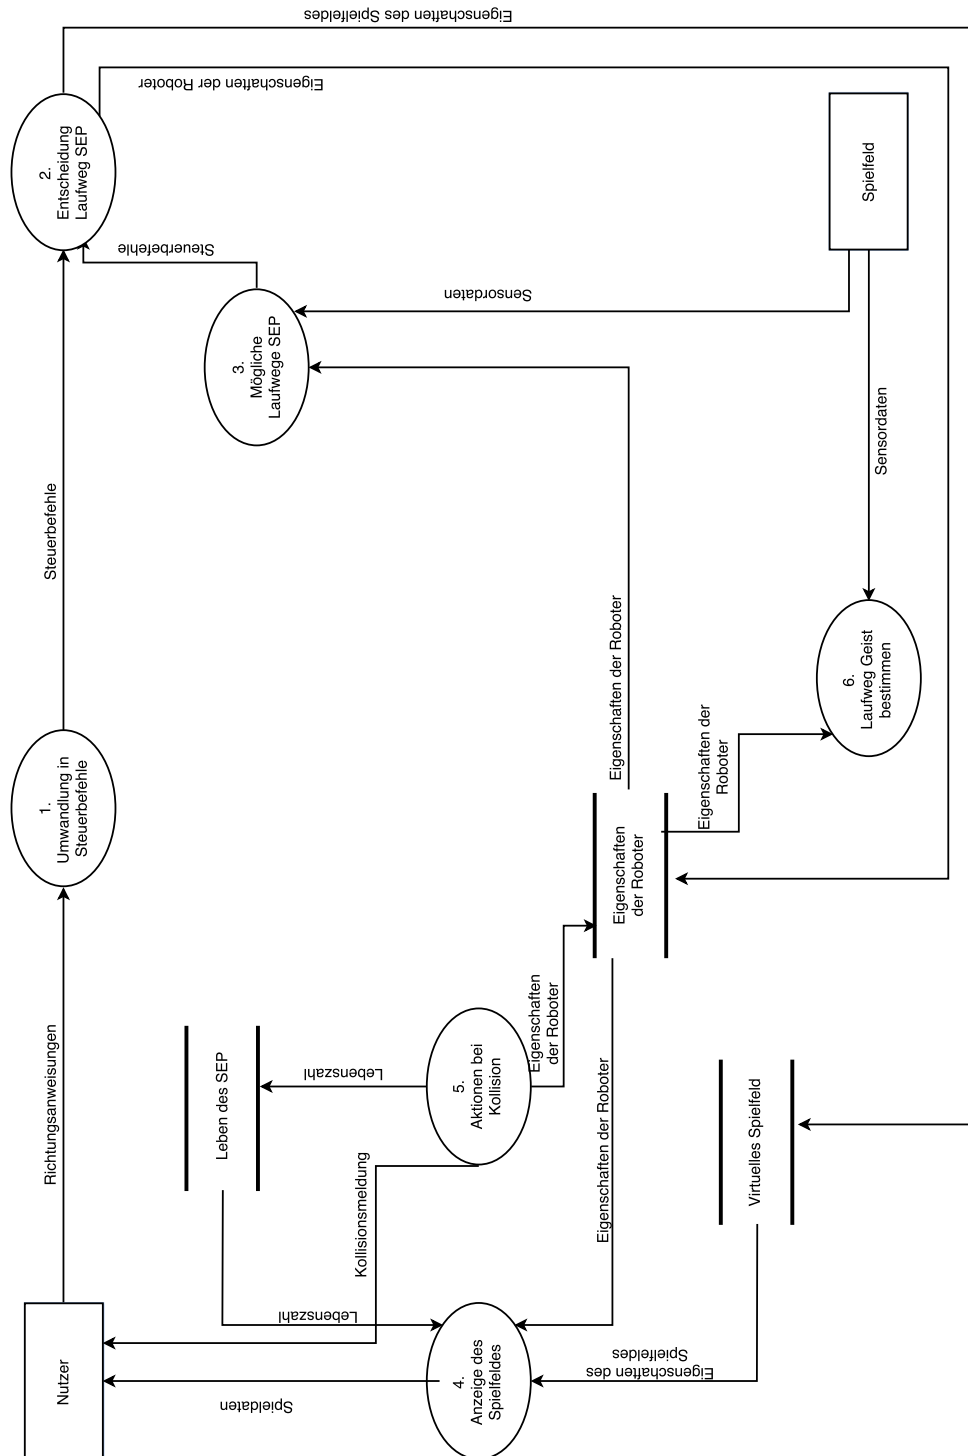 Nutzer
Richtungsanweisungen
1.
Umwandlung in
Steuerbefehle
Steuerbefehle
2.
Entscheidung
Laufweg SEP
Eigenschaften des Spielfeldes
Eigenschaften der Roboter
Steuerbefehle
3.
Mögliche
Laufwege SEP
Sensordaten
Spielfeld
Sensordaten
Leben des SEP
Lebenszahl
Kollisionsmeldung
Lebenszahl
Spieldaten
4.
Anzeige des
Spielfeldes
5.
Aktionen bei
Kollision
Eigenschaften
der Roboter
Eigenschaften der Roboter
Eigenschaften
der Roboter
Eigenschaften der Roboter
Eigenschaften der
Roboter
6.
Laufweg Geist
bestimmen
Eigenschaften des
Spielfeldes
Virtuelles Spielfeld